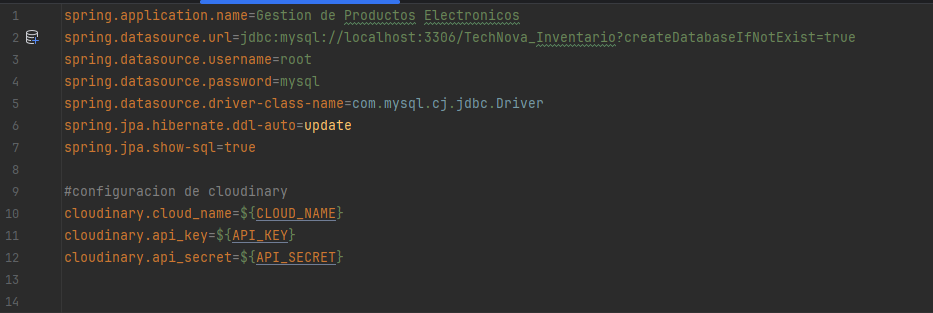 1 spring.application.name=Gestion de Productos Electronicos
2 spring.datasource.url=jdbc:mysql://localhost:3306/TechNova_Inventario?createDatabaseIfNotExist=true
3 spring.datasource.username=root
4 spring.datasource.password=mysql
5 spring.datasource.driver-class-name=com.mysql.cj.jdbc.Driver
6 spring.jpa.hibernate.ddl-auto=update
7 spring.jpa.show-sql=true
8
9 #configuracion de cloudinary
10 cloudinary.cloud_name=${CLOUD_NAME}
11 cloudinary.api_key=${API_KEY}
12 cloudinary.api_secret=${API_SECRET}
13
14